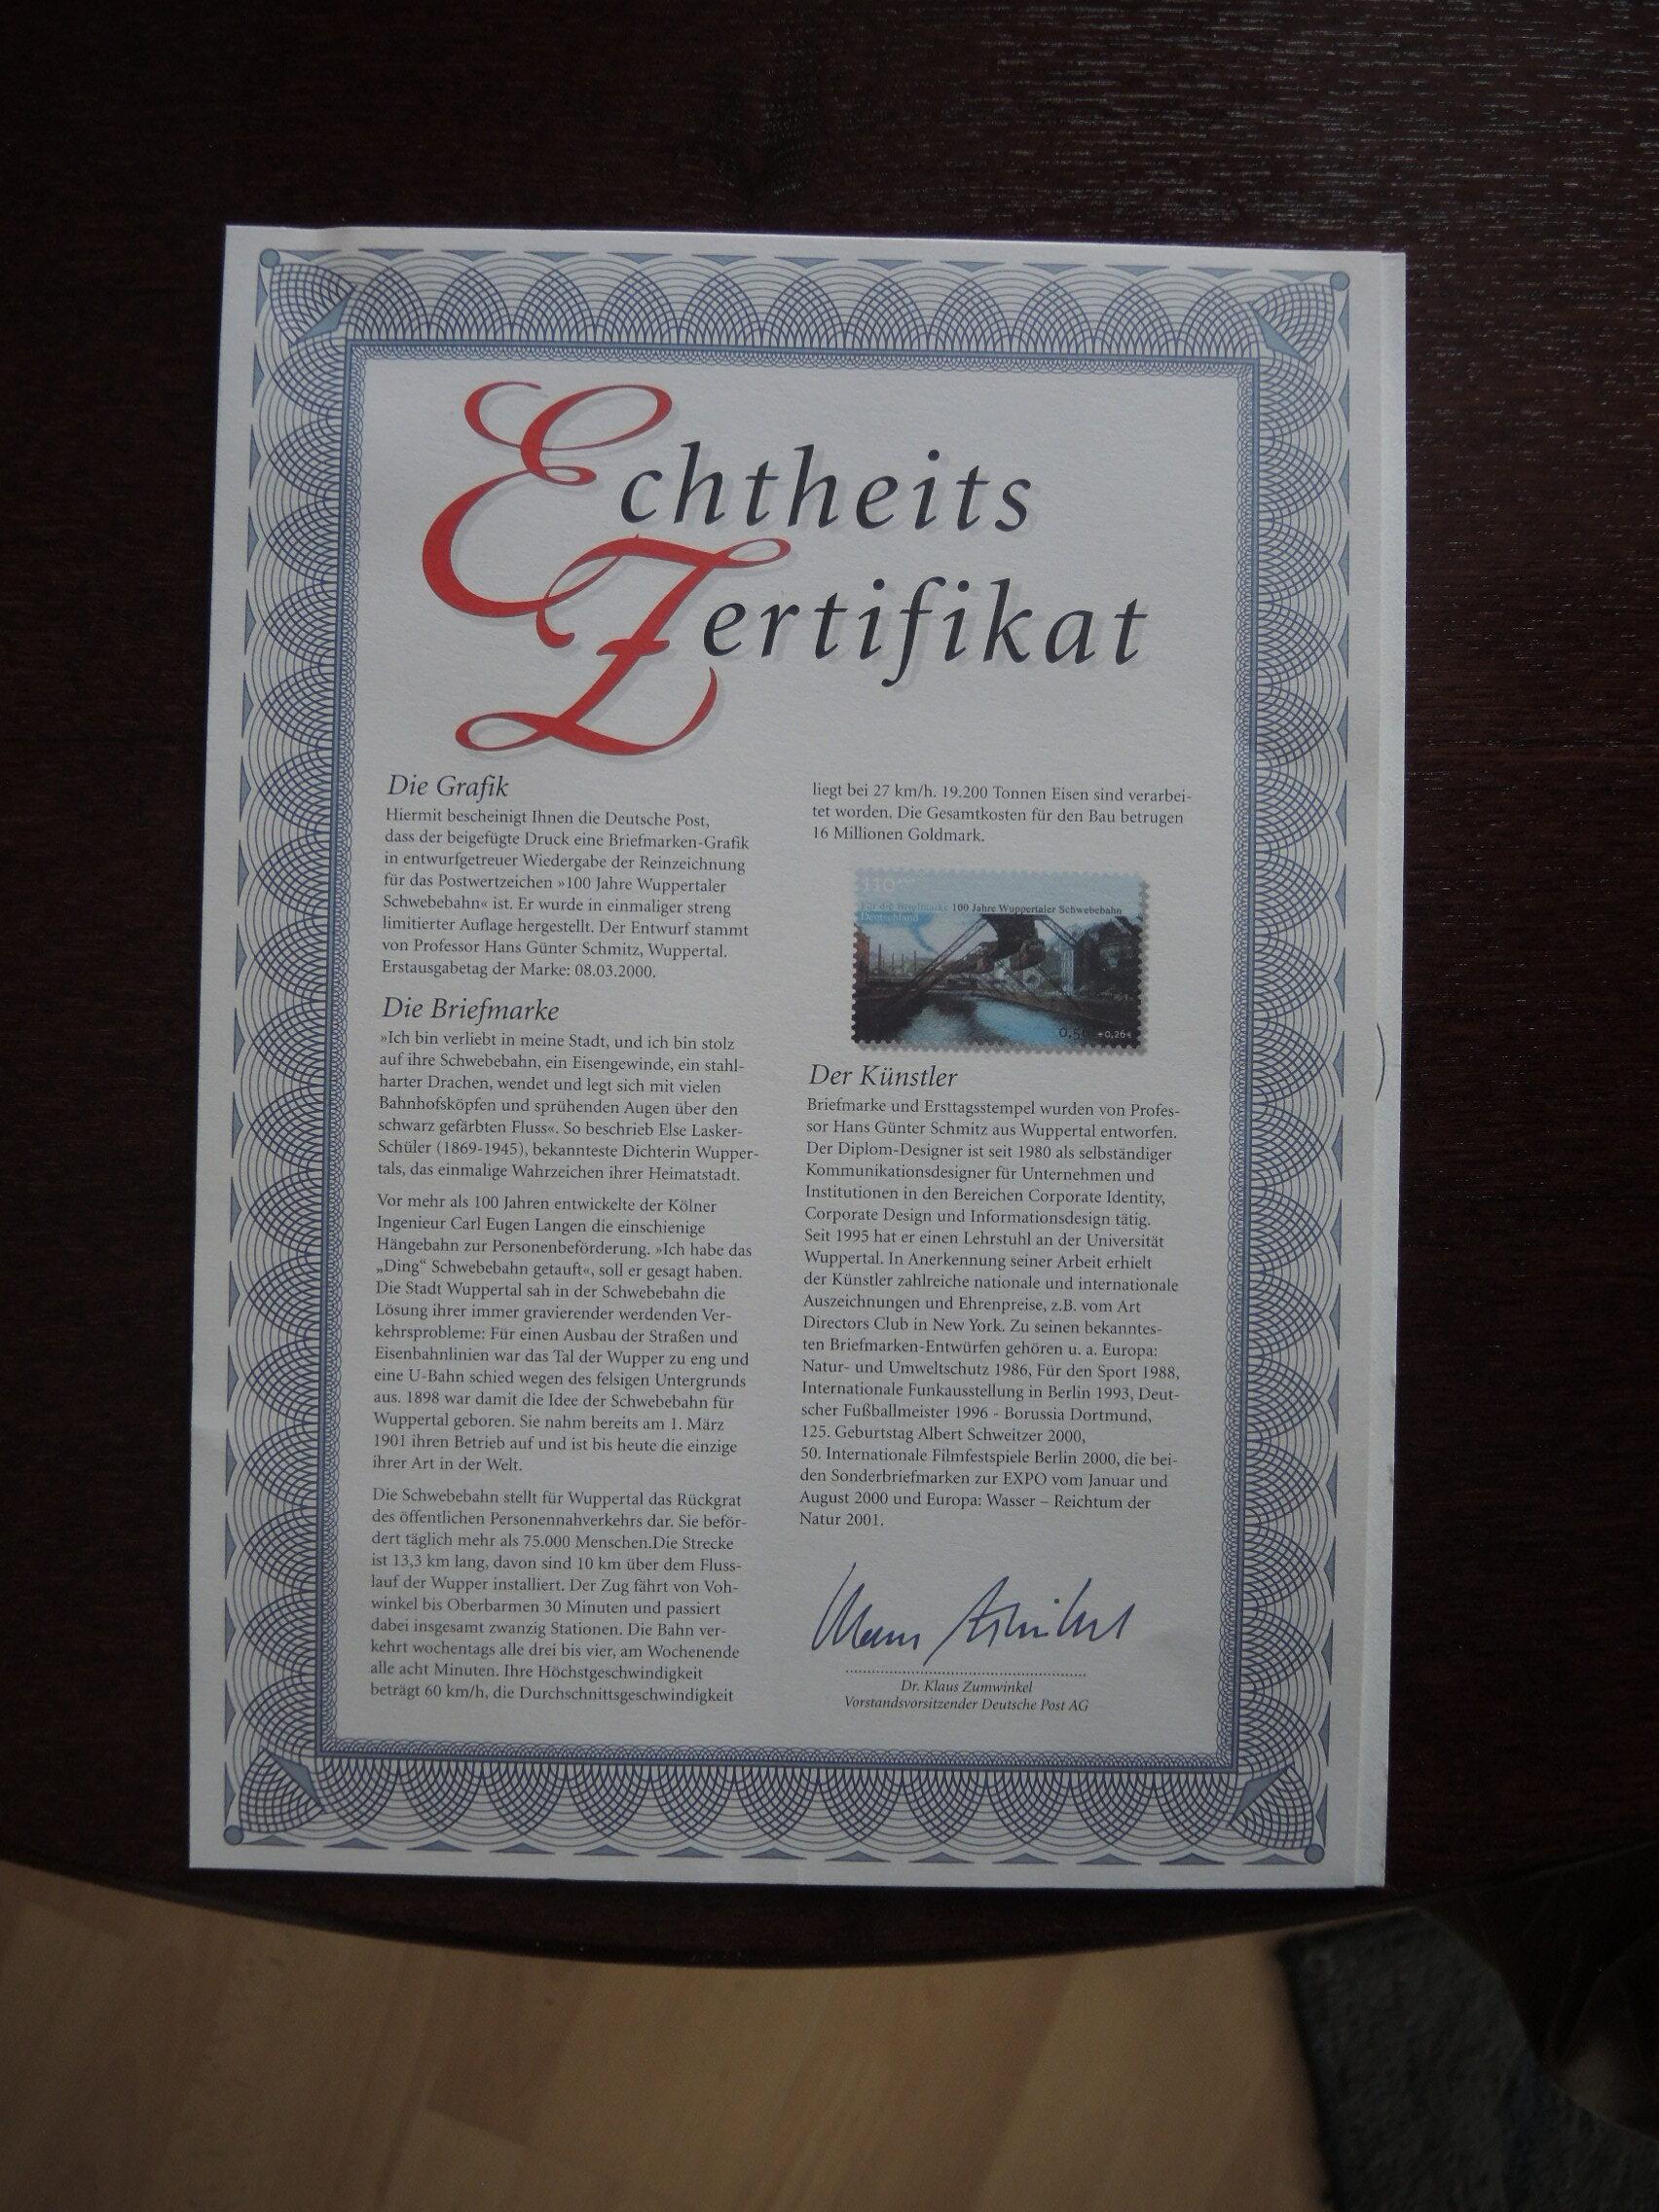 Echtheits
Zertifikat
Die Grafik
Hiermit bescheinigt Ihnen die Deutsche Post,
dass der beigefügte Druck eine Briefmarken-Grafik
in entwurfgetreuer Wiedergabe der Reinzeichnung
für das Postwertzeichen »100 Jahre Wuppertaler
Schwebebahn« ist. Er wurde in einmaliger streng
limitierter Auflage hergestellt. Der Entwurf stammt
von Professor Hans Günter Schmitz, Wuppertal.
Erstausgabetag der Marke: 08.03.2000.
Die Briefmarke
»Ich bin verliebt in meine Stadt, und ich bin stolz
auf ihre Schwebebahn, ein Eisengewinde, ein stahl-
harter Drachen, wendet und legt sich mit vielen
Bahnhofsköpfen und sprühenden Augen über den
schwarz gefärbten Fluss«. So beschrieb Else Lasker-
Schüler (1869-1945), bekannteste Dichterin Wupper-
tals, das einmalige Wahrzeichen ihrer Heimatstadt.
Vor mehr als 100 Jahren entwickelte der Kölner
Ingenieur Carl Eugen Langen die einschienige
Hängebahn zur Personenbeförderung. »Ich habe das
„Ding“ Schwebebahn getauft«, soll er gesagt haben.
Die Stadt Wuppertal sah in der Schwebebahn die
Lösung ihrer immer gravierender werdenden Ver-
kehrsprobleme: Für einen Ausbau der Straßen und
Eisenbahnlinien war das Tal der Wupper zu eng und
eine U-Bahn schied wegen des felsigen Untergrunds
aus. 1898 war damit die Idee der Schwebebahn für
Wuppertal geboren. Sie nahm bereits am 1. März
1901 ihren Betrieb auf und ist bis heute die einzige
ihrer Art in der Welt.
Die Schwebebahn stellt für Wuppertal das Rückgrat
des öffentlichen Personennahverkehrs dar. Sie beför-
dert täglich mehr als 75.000 Menschen.Die Strecke
ist 13,3 km lang, davon sind 10 km über dem Fluss-
lauf der Wupper installiert. Der Zug fährt von Voh-
winkel bis Oberbarmen 30 Minuten und passiert
dabei insgesamt zwanzig Stationen. Die Bahn ver-
kehrt wochentags alle drei bis vier, am Wochenende
alle acht Minuten. Ihre Höchstgeschwindigkeit
beträgt 60 km/h, die Durchschnittsgeschwindigkeit
liegt bei 27 km/h. 19.200 Tonnen Eisen sind verarbei-
tet worden. Die Gesamtkosten für den Bau betrugen
16 Millionen Goldmark.
110
Für die Briefmarke 100 Jahre Wuppertaler Schwebebahn
Deutschland
+0,26€
Der Künstler
Briefmarke und Ersttagsstempel wurden von Profes-
sor Hans Günter Schmitz aus Wuppertal entworfen.
Der Diplom-Designer ist seit 1980 als selbständiger
Kommunikationsdesigner für Unternehmen und
Institutionen in den Bereichen Corporate Identity,
Corporate Design und Informationsdesign tätig.
Seit 1995 hat er einen Lehrstuhl an der Universität
Wuppertal. In Anerkennung seiner Arbeit erhielt
der Künstler zahlreiche nationale und internationale
Auszeichnungen und Ehrenpreise, z.B. vom Art
Directors Club in New York. Zu seinen bekanntes-
ten Briefmarken-Entwürfen gehören u. a. Europa:
Natur- und Umweltschutz 1986, Für den Sport 1988,
Internationale Funkausstellung in Berlin 1993, Deut-
scher Fußballmeister 1996 - Borussia Dortmund,
125. Geburtstag Albert Schweitzer 2000,
50. Internationale Filmfestspiele Berlin 2000, die bei-
den Sonderbriefmarken zur EXPO vom Januar und
August 2000 und Europa: Wasser – Reichtum der
Natur 2001.
Klaus Zumwinkel
Dr. Klaus Zumwinkel
Vorstandsvorsitzender Deutsche Post AG